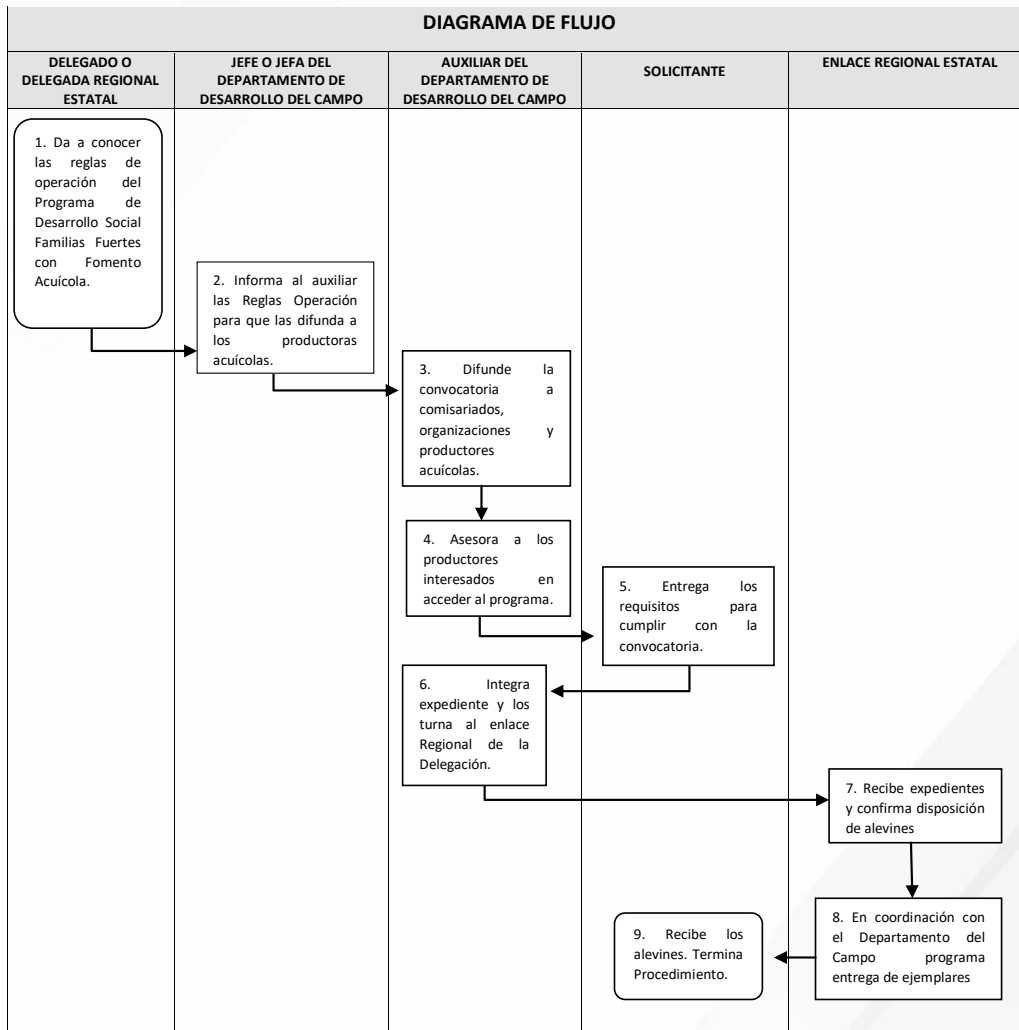 DIAGRAMA DE FLUJO
DELEGADO O
DELEGADA REGIONAL
ESTATAL
JEFE O JEFA DEL
DEPARTAMENTO DE
DESARROLLO DEL CAMPO
AUXILIAR DEL
DEPARTAMENTO DE
DESARROLLO DEL CAMPO
SOLICITANTE
ENLACE REGIONAL ESTATAL
1. Da a conocer
las reglas de
operación del
Programa de
Desarrollo Social
Familias Fuertes
con Fomento
Acuícola.
2. Informa al auxiliar
las Reglas Operación
para que las difunda a
los productoras
acuícolas.
3. Difunde la
convocatoria a
comisariados,
organizaciones y
productores
acuícolas.
4. Asesora a los
productores
interesados en
acceder al programa.
5. Entrega los
requisitos para
cumplir con la
convocatoria.
6. Integra
expediente y los
turna al enlace
Regional de la
Delegación.
7. Recibe expedientes
y confirma disposición
de alevines
8. En coordinación con
el Departamento del
Campo programa
entrega de ejemplares
9. Recibe los
alevines. Termina
Procedimiento.